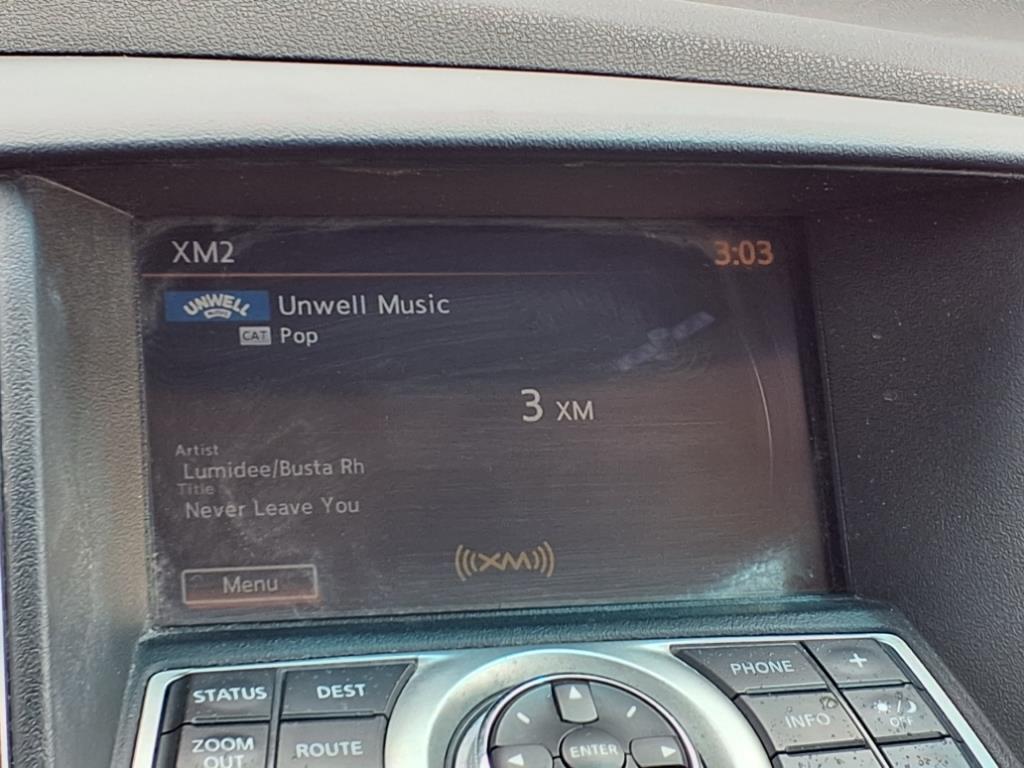 XM2 3:03
UNWELL Unwell Music
CAT Pop
3 XM
Artist
Lumidee/Busta Rh
Title
Never Leave You
XM
Menu
STATUS DEST
PHONE +
ZOOM OUT ROUTE
ENTER
INFO OFF